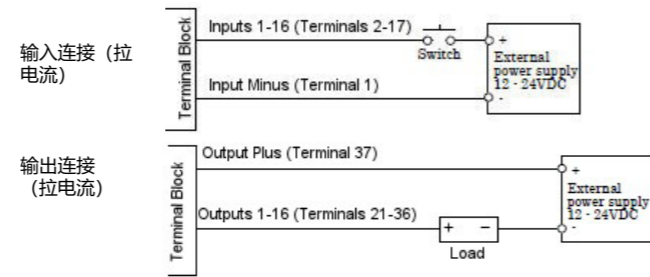 输入连接（拉
电流）
Terminal Block
Inputs 1-16 (Terminals 2-17)
Switch
Input Minus (Terminal 1)
+
External
power supply
12 - 24VDC
-
输出连接
（拉电流）
Terminal Block
Output Plus (Terminal 37)
Outputs 1-16 (Terminals 21-36)
+ -
Load
+
External
power supply
12 - 24VDC
-